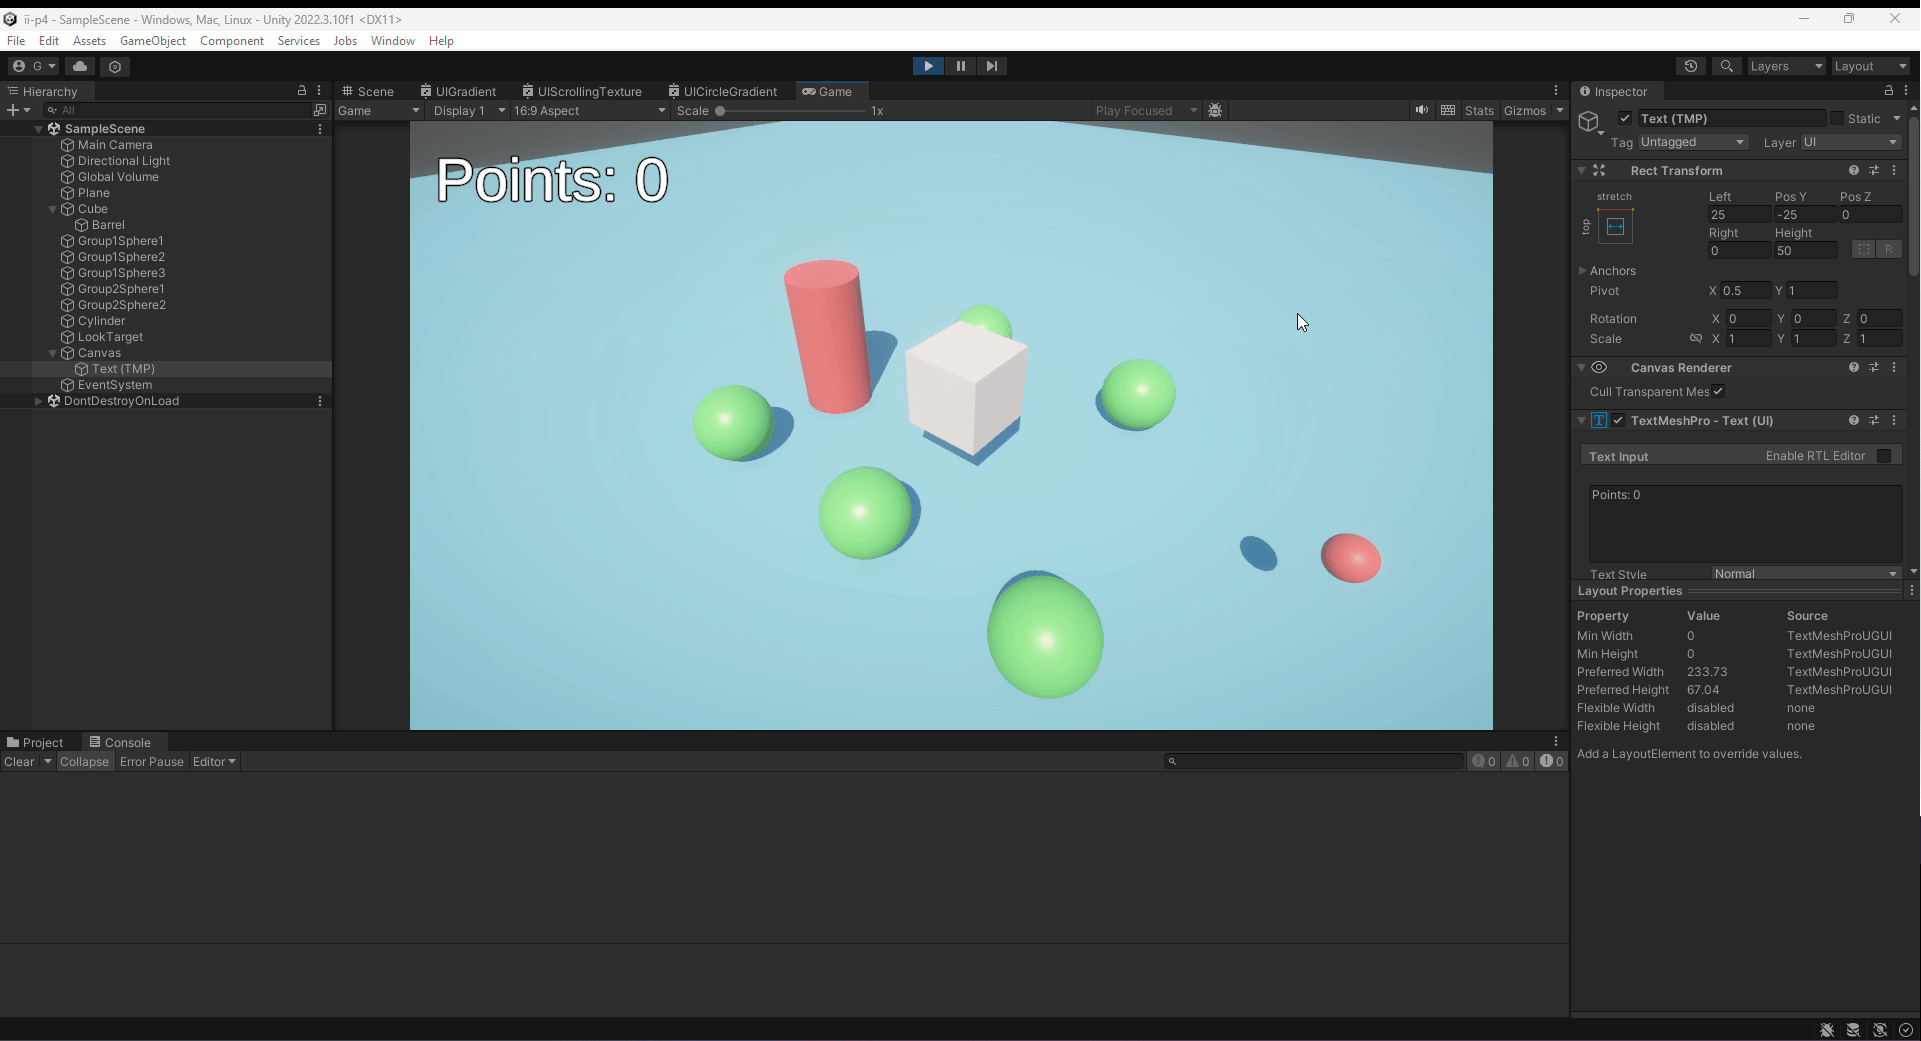 ii-p4 - SampleScene - Windows, Mac, Linux - Unity 2022.3.10f1 <DX11>
File Edit Assets GameObject Component Services Jobs Window Help
G Layers Layout
Hierarchy
All
SampleScene
Main Camera
Directional Light
Global Volume
Plane
Cube
Barrel
Group1Sphere1
Group1Sphere2
Group1Sphere3
Group2Sphere1
Group2Sphere2
Cylinder
LookTarget
Canvas
Text (TMP)
EventSystem
DontDestroyOnLoad
Scene UIGradient UIScrollingTexture UICircleGradient Game
Game Display 1 16:9 Aspect Scale 1x Play Focused Stats Gizmos
Points: 0
Inspector
Text (TMP) Static
Tag Untagged Layer UI
Rect Transform
stretch Left Pos Y Pos Z
top 25 -25 0
Right Height
0 50 R
Anchors
Pivot X 0.5 Y 1
Rotation X 0 Y 0 Z 0
Scale X 1 Y 1 Z 1
Canvas Renderer
Cull Transparent Mes
TextMeshPro - Text (UI)
Text Input Enable RTL Editor
Points: 0
Text Style Normal
Layout Properties
Property Value Source
Min Width 0 TextMeshProUGUI
Min Height 0 TextMeshProUGUI
Preferred Width 233.73 TextMeshProUGUI
Preferred Height 67.04 TextMeshProUGUI
Flexible Width disabled none
Flexible Height disabled none
Add a LayoutElement to override values.
Project Console
Clear Collapse Error Pause Editor 0 0 0